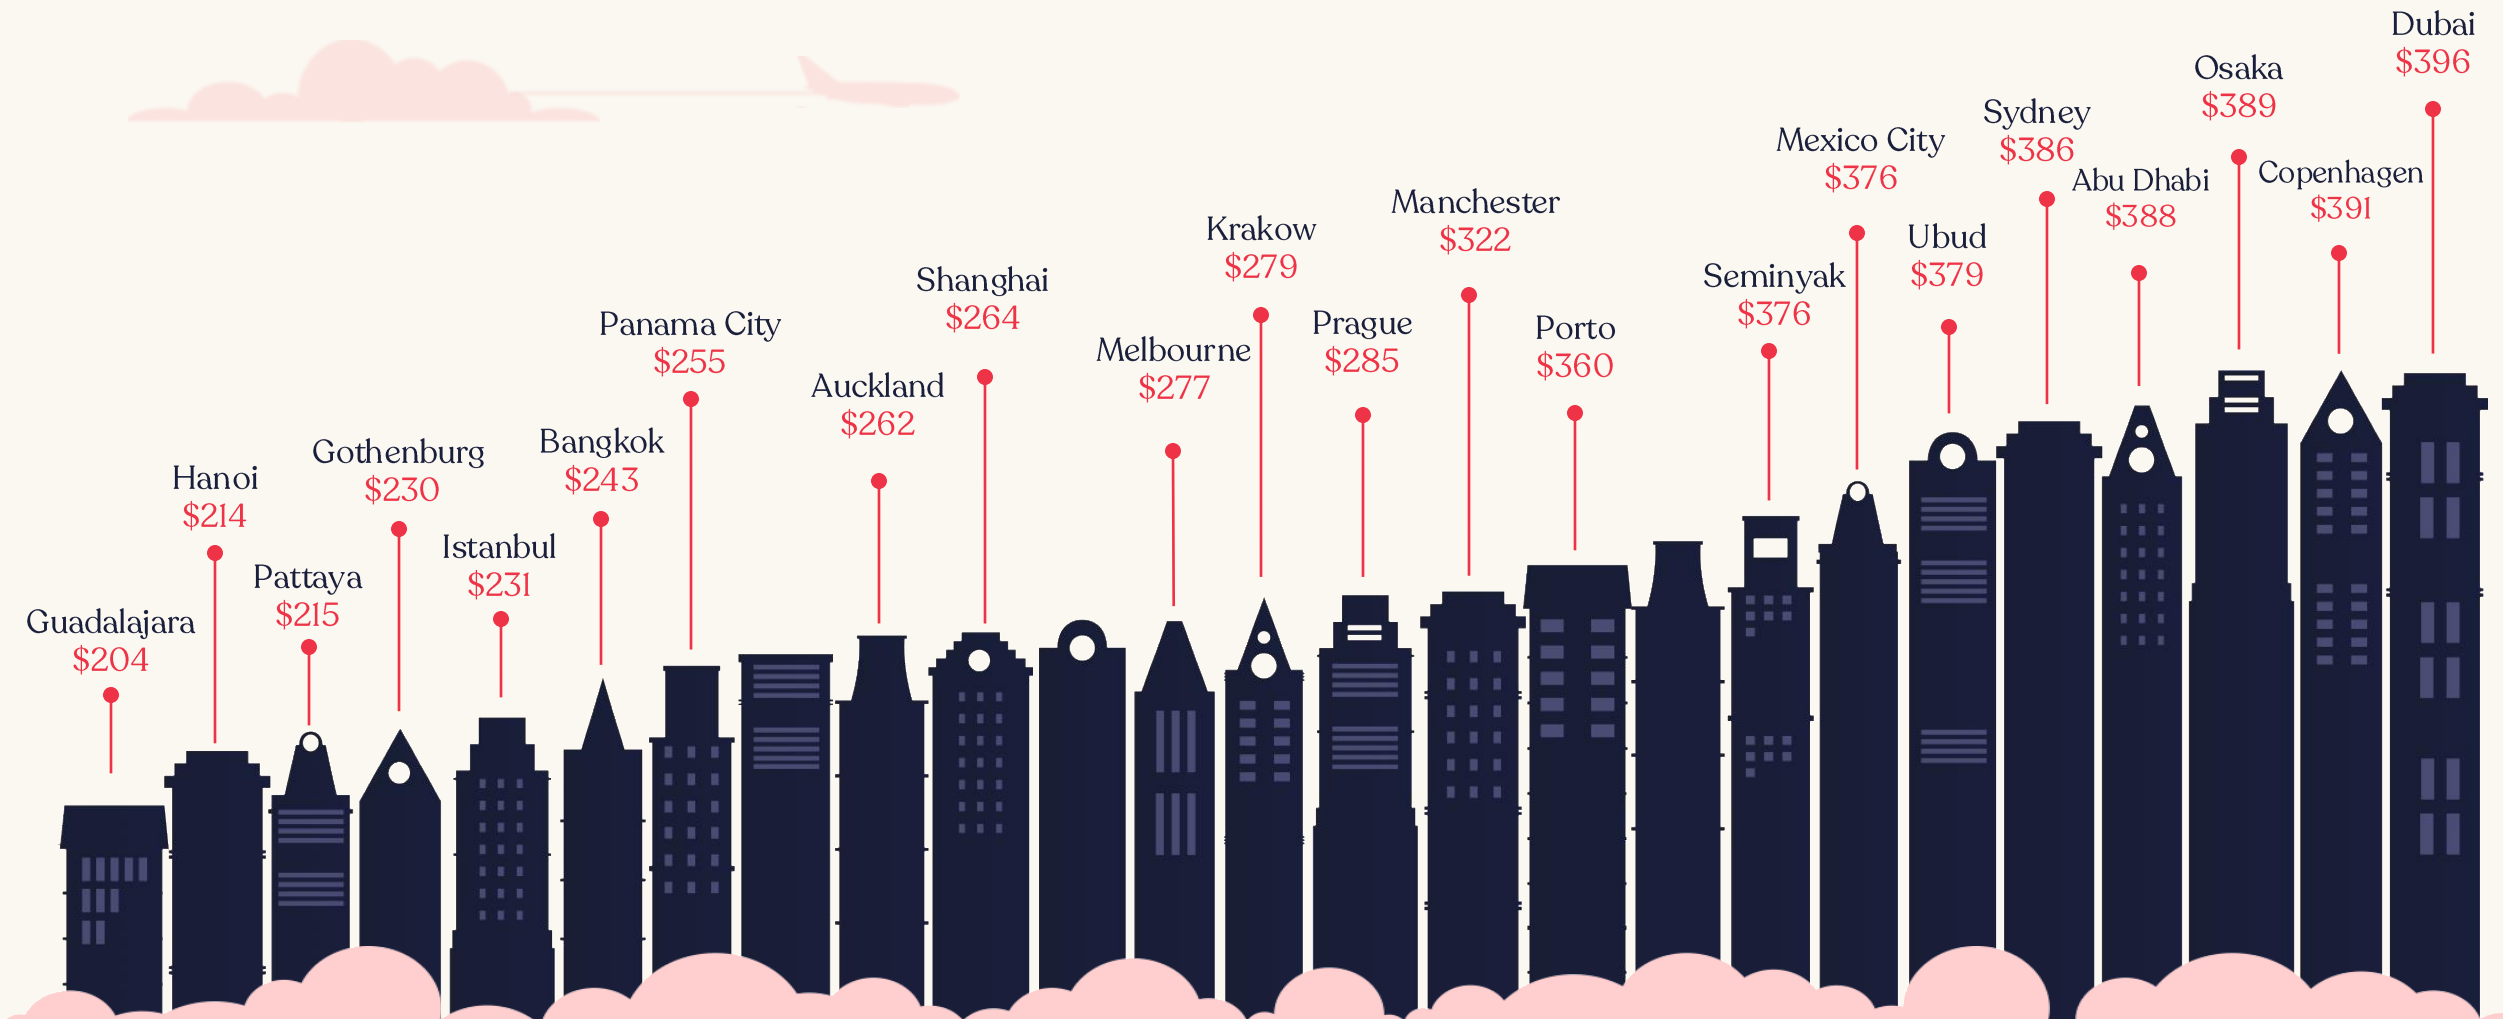 Guadalajara
$204
Hanoi
$214
Pattaya
$215
Gothenburg
$230
Istanbul
$231
Bangkok
$243
Panama City
$255
Auckland
$262
Shanghai
$264
Melbourne
$277
Krakow
$279
Prague
$285
Manchester
$322
Porto
$360
Seminyak
$376
Mexico City
$376
Ubud
$379
Sydney
$386
Abu Dhabi
$388
Osaka
$389
Copenhagen
$391
Dubai
$396